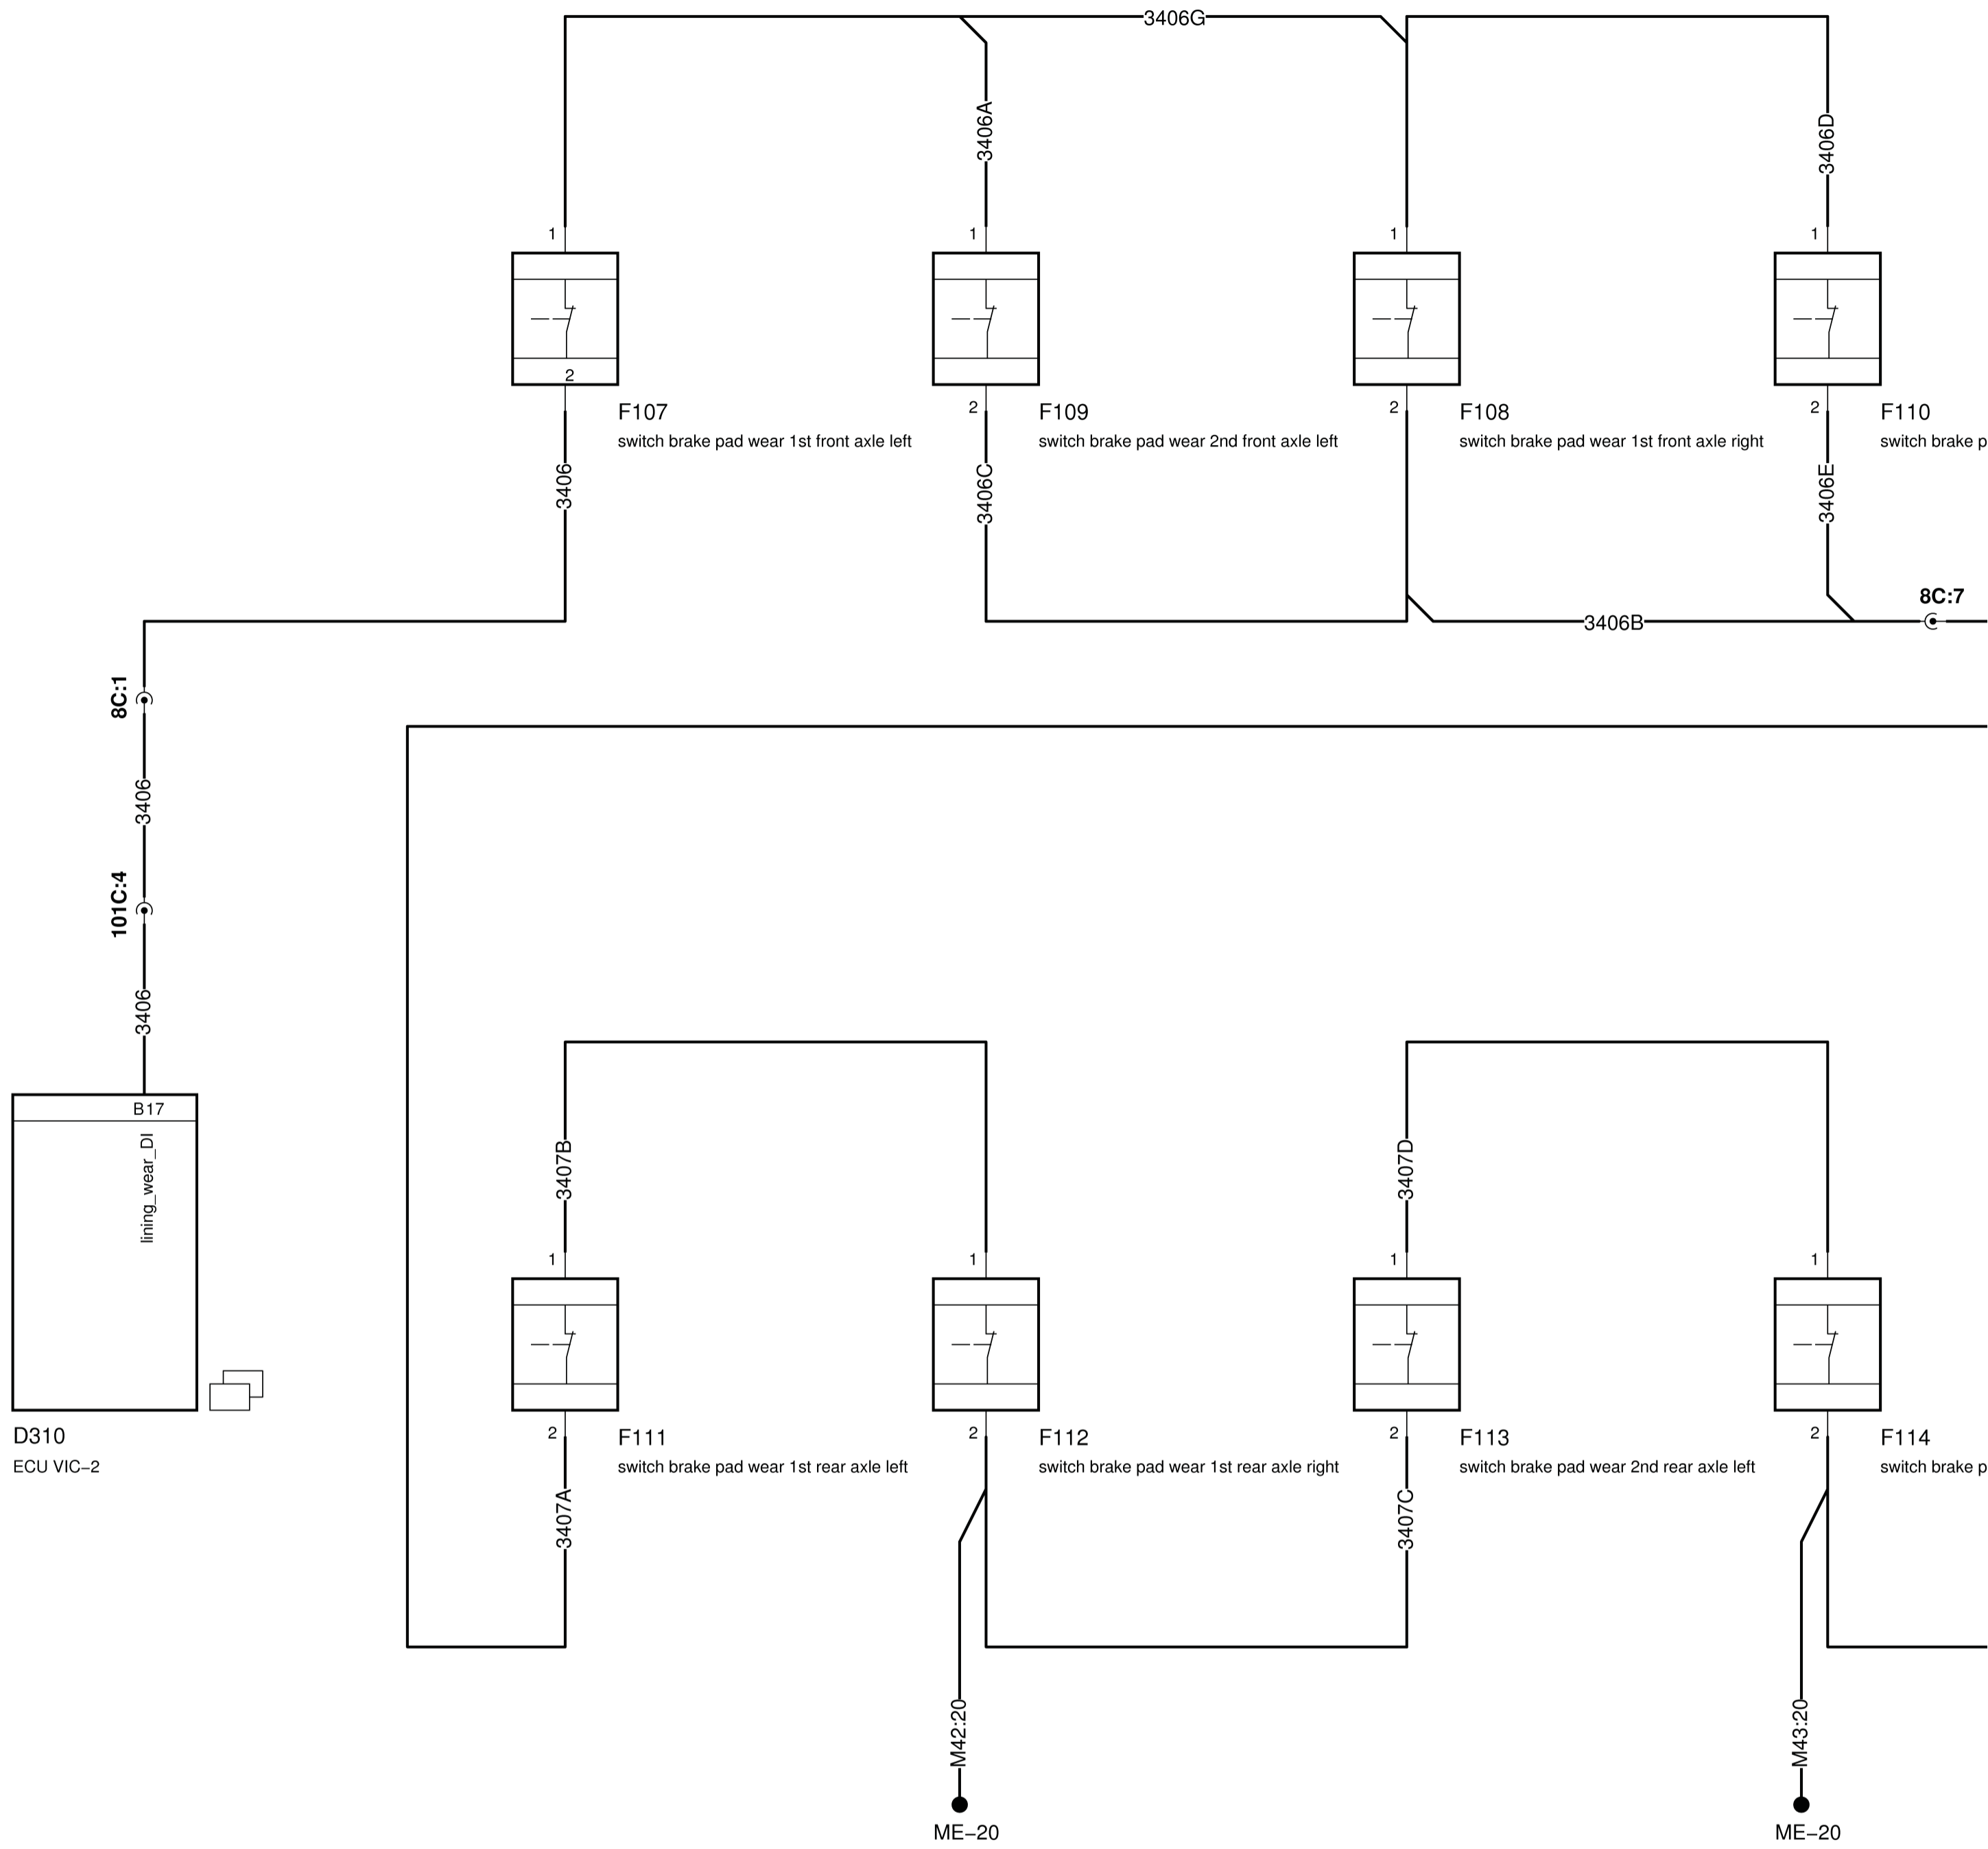 3406G
3406A
3406D
1
1
1
1
2
2
2
2
F107
F109
F108
F110
switch brake pad wear 1st front axle left
switch brake pad wear 2nd front axle left
switch brake pad wear 1st front axle right
switch brake p
3406
3406C
3406E
8C:7
3406B
8C:1
3406
101C:4
3406
B17
lining_wear_DI
3407B
3407D
1
1
1
1
2
2
2
2
D310
F111
F112
F113
F114
ECU VIC−2
switch brake pad wear 1st rear axle left
switch brake pad wear 1st rear axle right
switch brake pad wear 2nd rear axle left
switch brake p
3407A
3407C
M42:20
M43:20
ME−20
ME−20